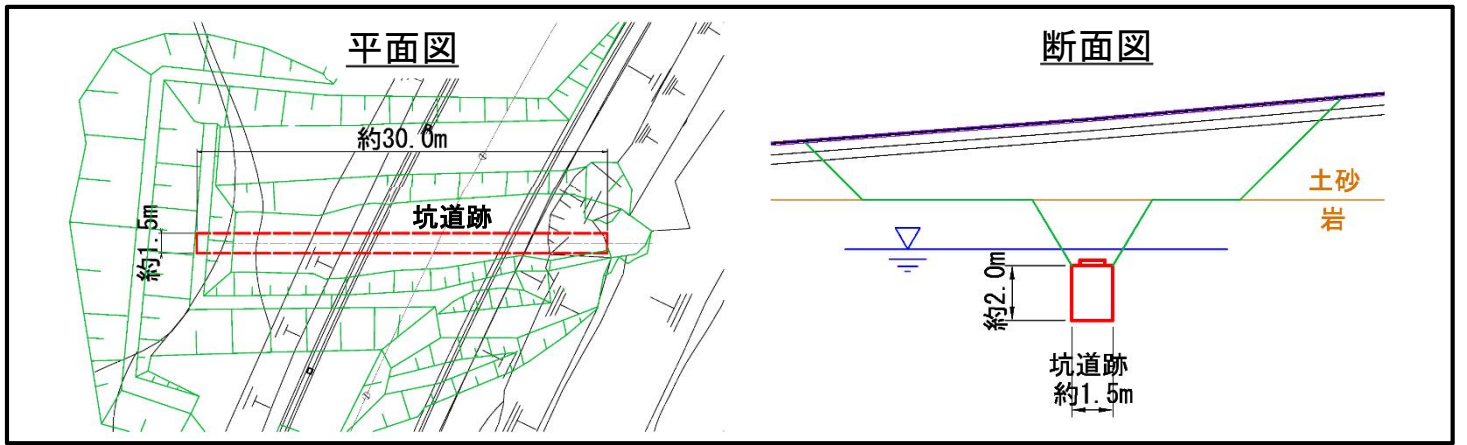 平面図
約30.0m
坑道跡
約1.5m
断面図
土砂
岩
約2.0m
坑道跡
約1.5m